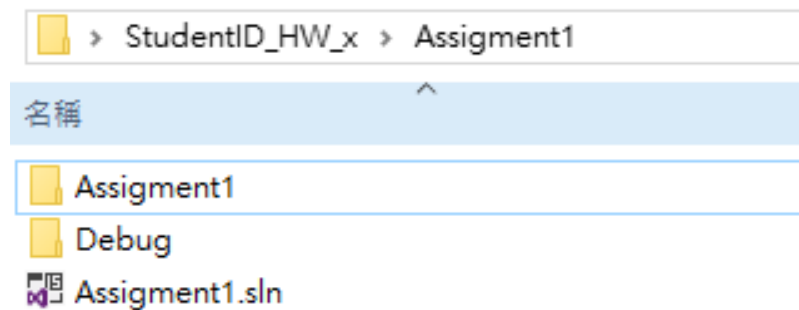 StudentID_HW_x > Assigment1
名稱
Assigment1
Debug
Assigment1.sln